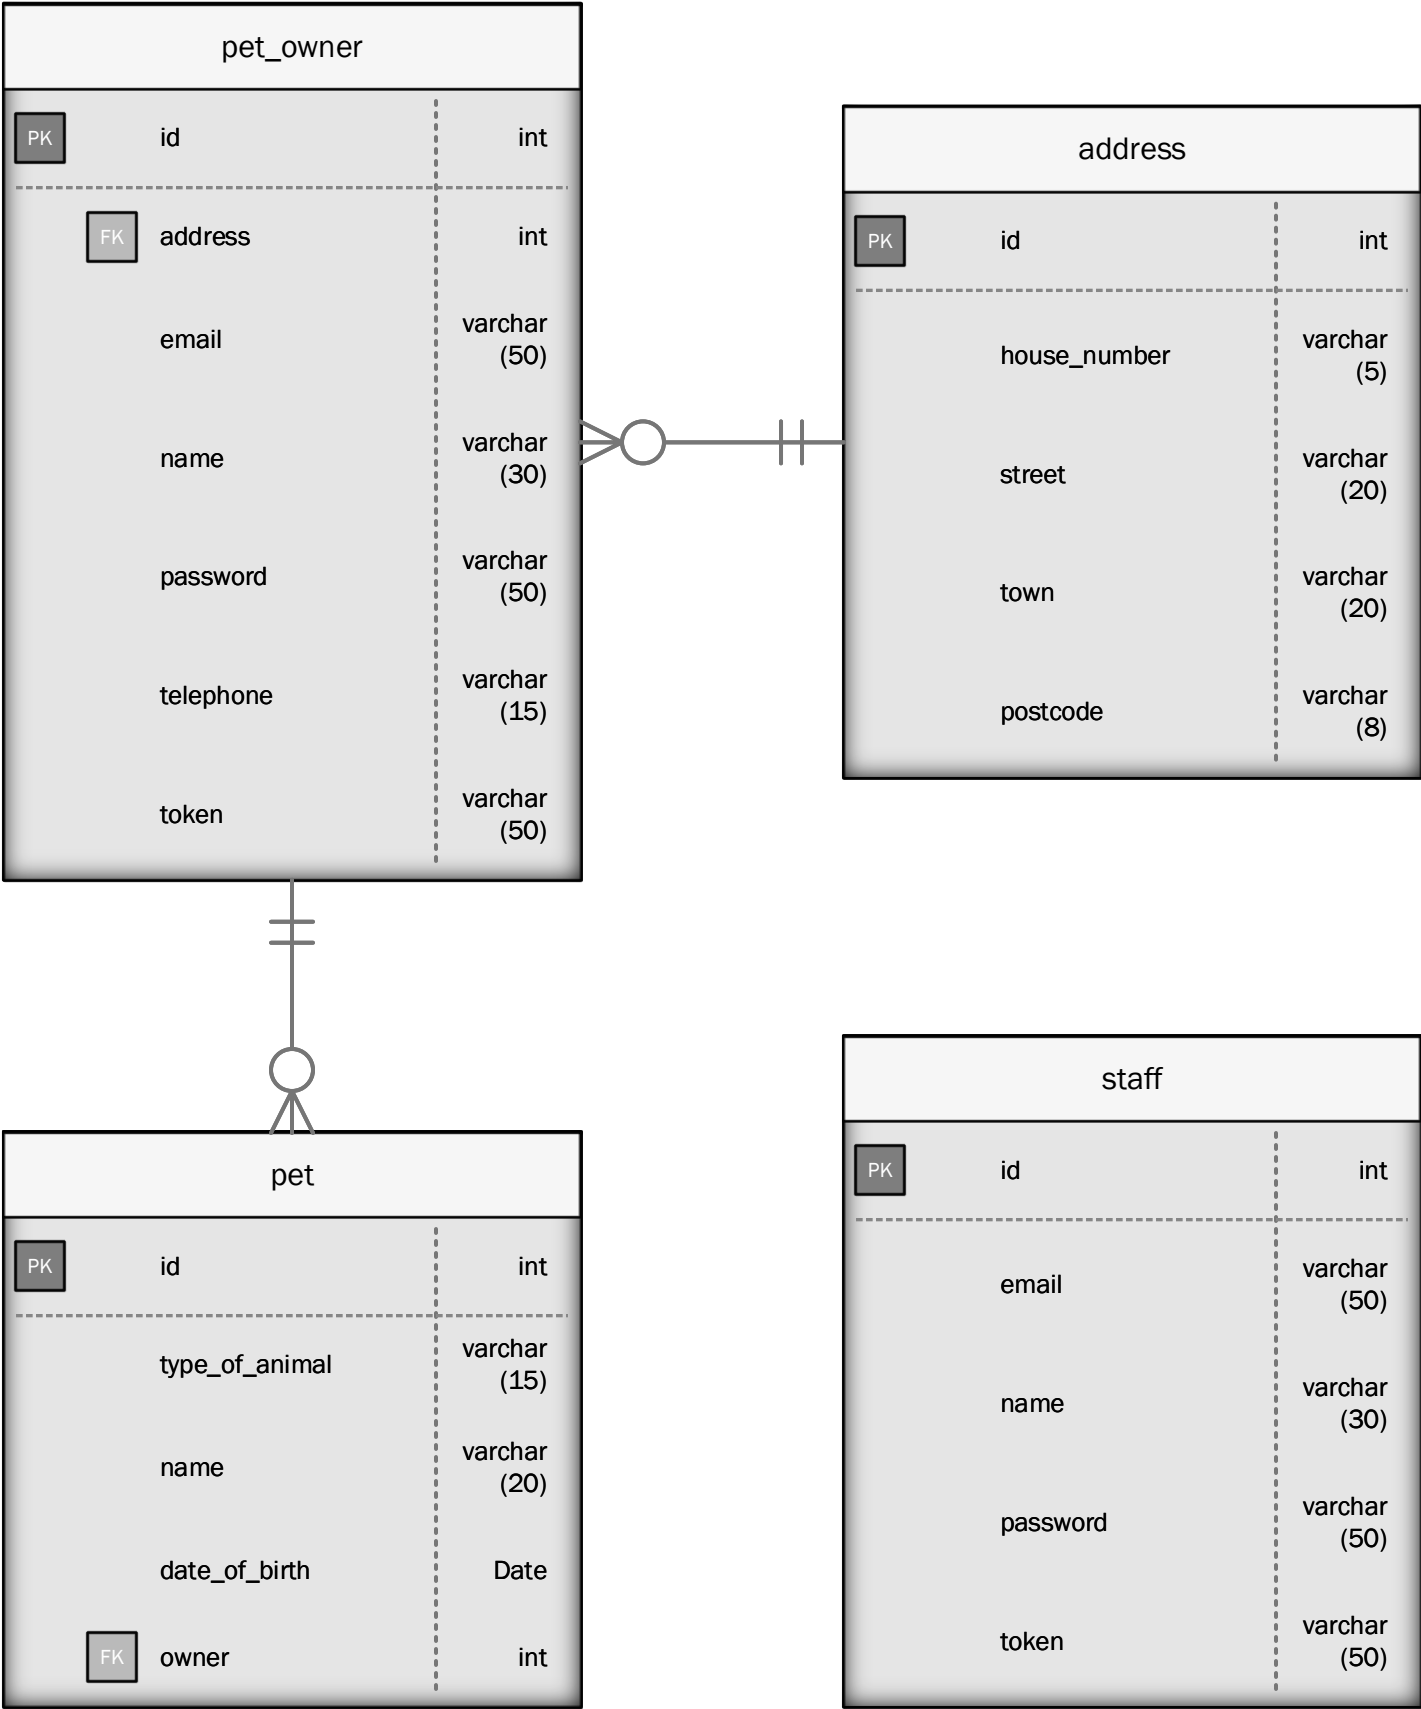 pet_owner
PK id int
FK address int
email varchar
(50)
name varchar
(30)
password varchar
(50)
telephone varchar
(15)
token varchar
(50)
address
PK id int
house_number varchar
(5)
street varchar
(20)
town varchar
(20)
postcode varchar
(8)
pet
PK id int
type_of_animal varchar
(15)
name varchar
(20)
date_of_birth Date
FK owner int
staff
PK id int
email varchar
(50)
name varchar
(30)
password varchar
(50)
token varchar
(50)